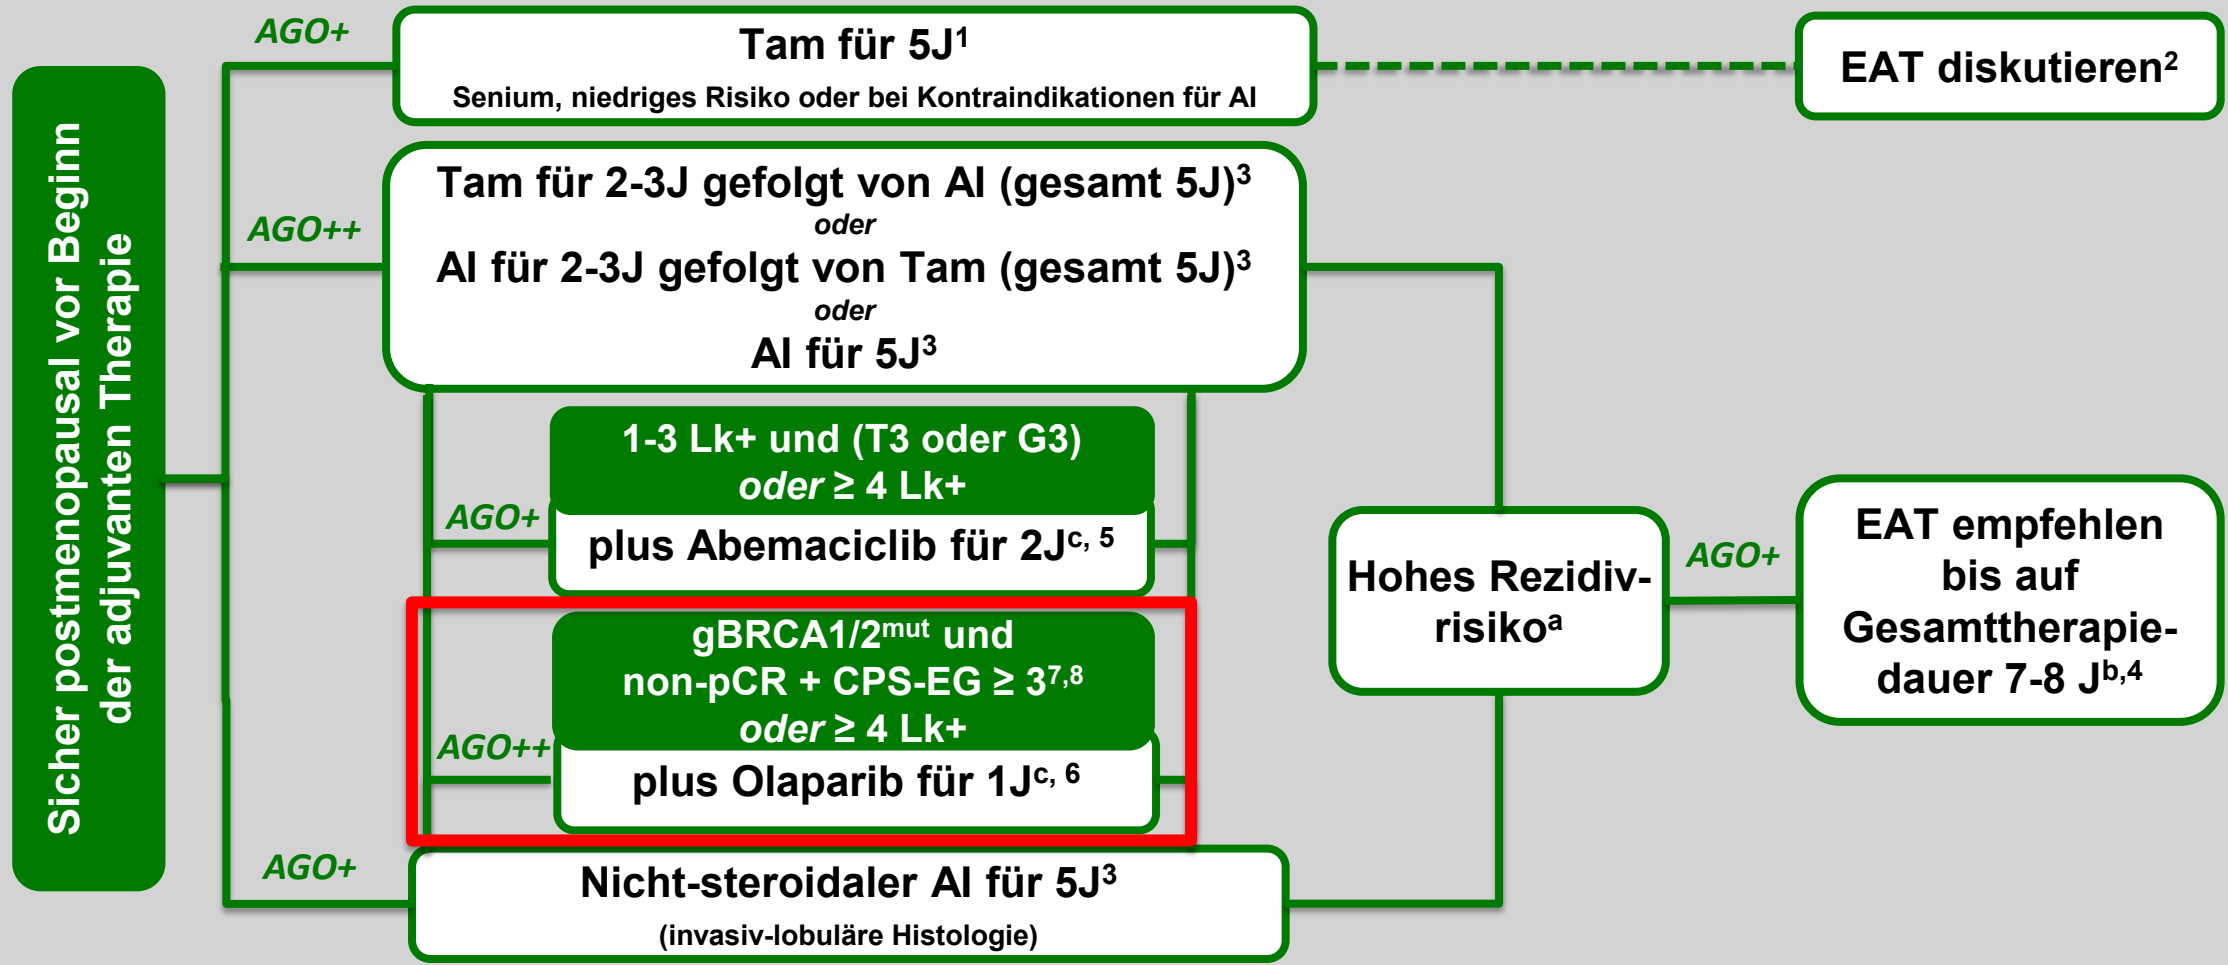 Sicher postmenopausal vor Beginn
der adjuvanten Therapie
AGO+
Tam für 5J¹
Senium, niedriges Risiko oder bei Kontraindikationen für AI
EAT diskutieren²
AGO++
Tam für 2-3J gefolgt von AI (gesamt 5J)³
oder
AI für 2-3J gefolgt von Tam (gesamt 5J)³
oder
AI für 5J³
1-3 Lk+ und (T3 oder G3)
oder ≥ 4 Lk+
AGO+
plus Abemaciclib für 2Jᶜ, ⁵
gBRCA1/2ᵐᵘᵗ und
non-pCR + CPS-EG ≥ 3⁷,⁸
oder ≥ 4 Lk+
AGO++
plus Olaparib für 1Jᶜ, ⁶
AGO+
Nicht-steroidaler AI für 5J³
(invasiv-lobuläre Histologie)
Hohes Rezidiv-
risikoᵃ
AGO+
EAT empfehlen
bis auf
Gesamttherapie-
dauer 7-8 Jᵇ,⁴